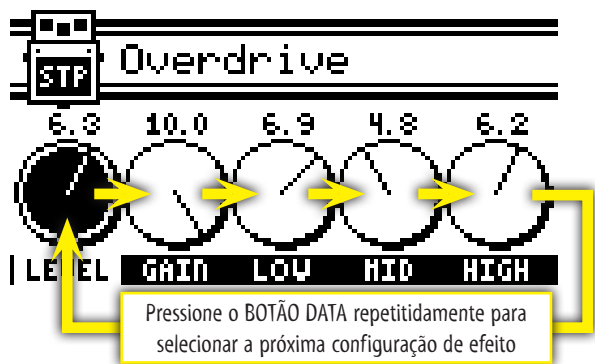 STP
Overdrive
6.3 10.0 6.9 4.8 6.2
LEVEL GAIN LOW MID HIGH
Pressione o BOTÃO DATA repetitidamente para
selecionar a próxima configuração de efeito